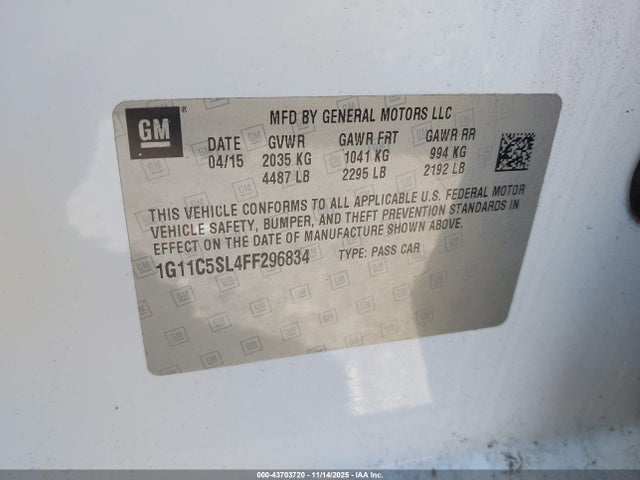 GM ®
MFD BY GENERAL MOTORS LLC
DATE GVWR GAWR FRT GAWR RR
04/15 2035 KG 1041 KG 994 KG
4487 LB 2295 LB 2192 LB
THIS VEHICLE CONFORMS TO ALL APPLICABLE U.S. FEDERAL MOTOR
VEHICLE SAFETY, BUMPER, AND THEFT PREVENTION STANDARDS IN
EFFECT ON THE DATE OF MANUFACTURE SHOWN ABOVE.
1G11C5SL4FF296834 TYPE: PASS CAR
000-43703720 - 11/14/2025 - IAA Inc.